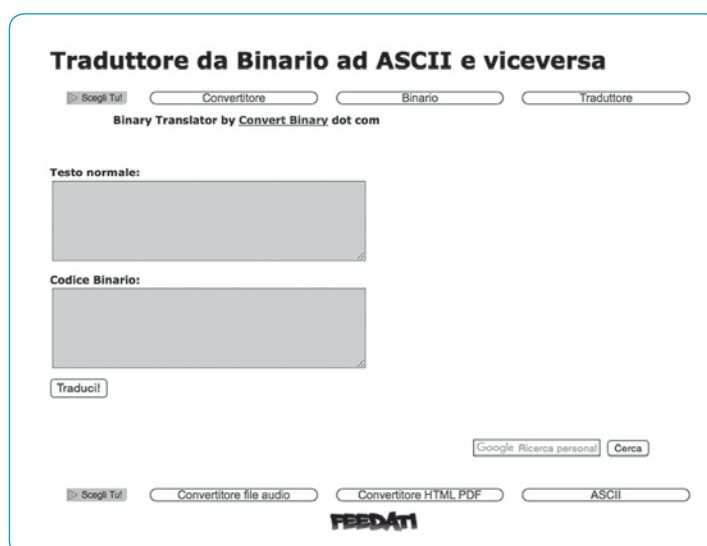 Traduttore da Binario ad ASCII e viceversa
Scegli Tu! Convertitore Binario Traduttore
Binary Translator by Convert Binary dot com
Testo normale:
Codice Binario:
Traduci!
Google Ricerca personal Cerca
Scegli Tu! Convertitore file audio Convertitore HTML PDF ASCII
FEEDATI